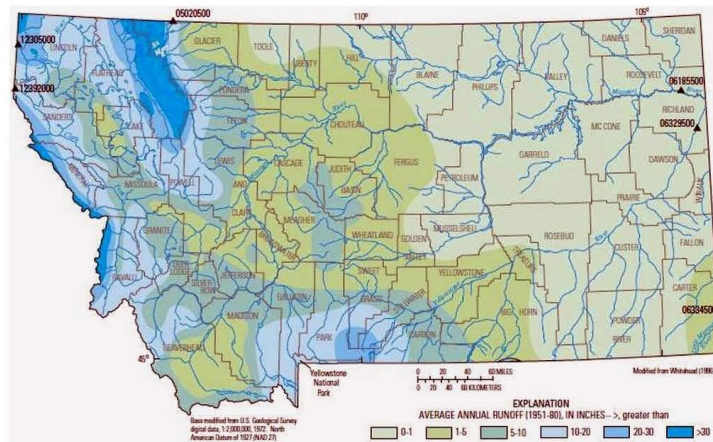 05020500
110°
105°
12305000
LINCOLN
GLACIER
TOOLE
LIBERTY
HILL
DANIELS
SHERIDAN
FLATHEAD
BLAINE
PHILLIPS
VALLEY
ROOSEVELT
12392000
PONDERA
06185500
Missouri
River
SANDERS
LAKE
TETON
CHOUTEAU
RICHLAND
MC CONE
06329500
LEWIS
CASCADE
FERGUS
GARFIELD
DAWSON
MISSOULA
POWELL
AND
JUDITH
BASIN
PETROLEUM
PRAIRIE
WIBAUX
CLARK
MEAGHER
MUSSELSHELL
GRANITE
BROADWATER
WHEATLAND
GOLDEN
VALLEY
ROSEBUD
CUSTER
FALLON
TREASURE
RAVALLI
DEER
LODGE
JEFFERSON
SWEET
GRASS
YELLOWSTONE
SILVER
BOW
GALLATIN
STILLWATER
BIG
HORN
CARTER
MADISON
PARK
CARBON
POWDER
RIVER
06334500
45°
BEAVERHEAD
Yellowstone
National
Park
0 20 40 60 MILES
0 20 40 60 KILOMETERS
Modified from Whitehead (1996)
Base modified from U.S. Geological Survey
digital data, 1:2,000,000, 1972. North
American Datum of 1927 (NAD 27)
EXPLANATION
AVERAGE ANNUAL RUNOFF (1951-80), IN INCHES-- >, greater than
0-1 1-5 5-10 10-20 20-30 >30